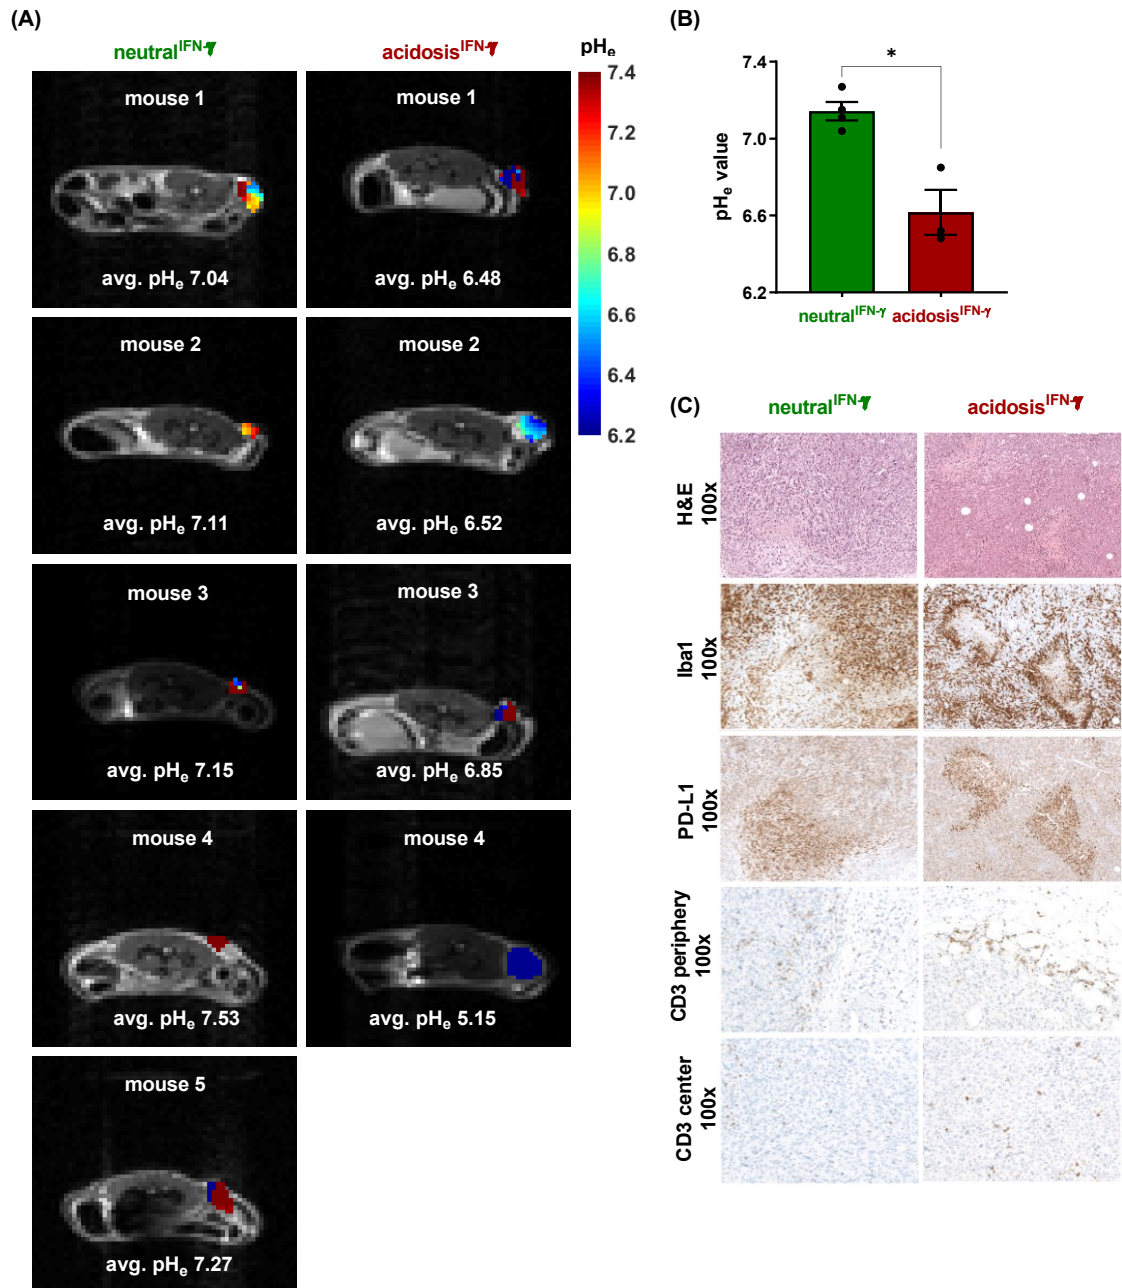 (A)
neutralIFN-γ
acidosisIFN-γ
pHe
mouse 1
avg. pHe 7.04
mouse 1
avg. pHe 6.48
7.4
7.2
7.0
6.8
6.6
6.4
6.2
mouse 2
avg. pHe 7.11
mouse 2
avg. pHe 6.52
mouse 3
avg. pHe 7.15
mouse 3
avg. pHe 6.85
mouse 4
avg. pHe 7.53
mouse 4
avg. pHe 5.15
mouse 5
avg. pHe 7.27
(B)
pHe value
7.4
7.0
6.6
6.2
*
neutralIFN-γ
acidosisIFN-γ
(C)
neutralIFN-γ
acidosisIFN-γ
H&E
100x
Iba1
100x
PD-L1
100x
CD3 periphery
100x
CD3 center
100x